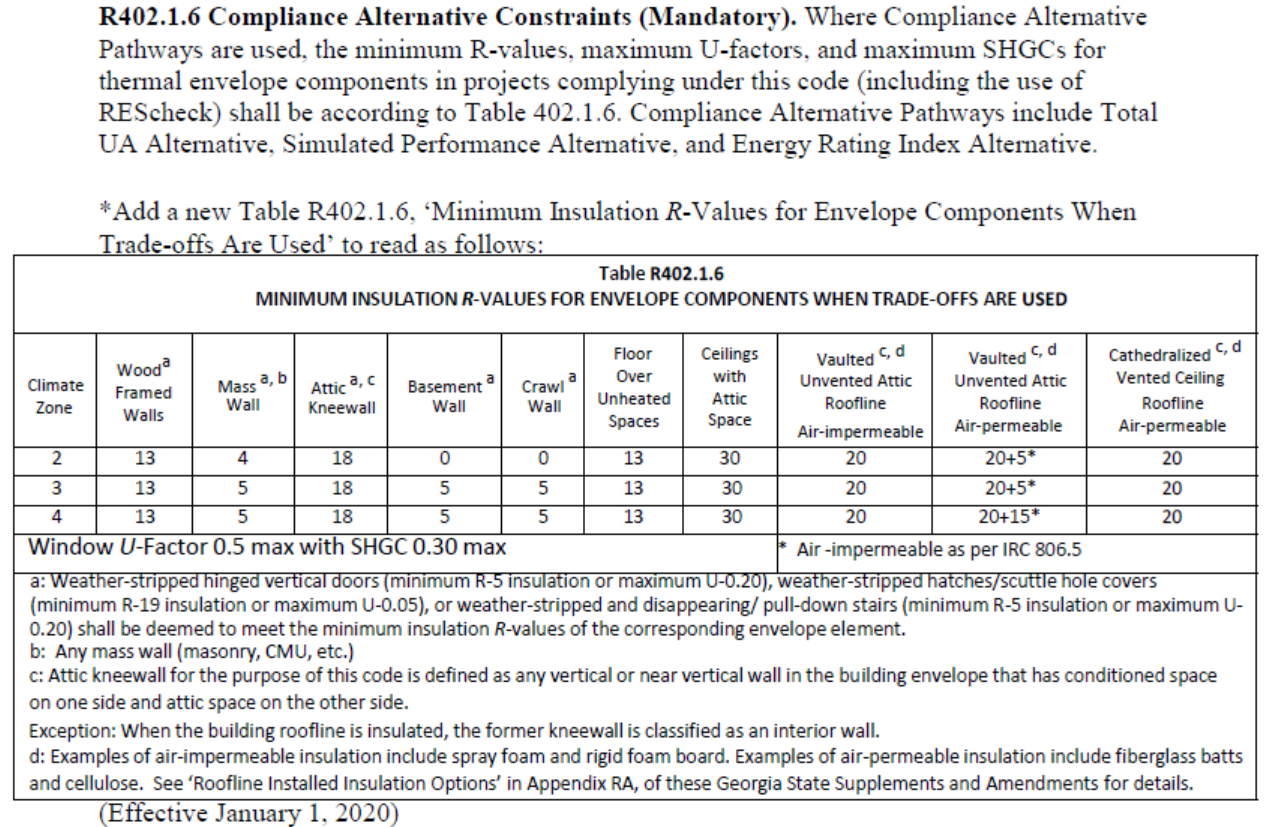 R402.1.6 Compliance Alternative Constraints (Mandatory). Where Compliance Alternative
Pathways are used, the minimum R-values, maximum U-factors, and maximum SHGCs for
thermal envelope components in projects complying under this code (including the use of
REScheck) shall be according to Table 402.1.6. Compliance Alternative Pathways include Total
UA Alternative, Simulated Performance Alternative, and Energy Rating Index Alternative.
*Add a new Table R402.1.6, ‘Minimum Insulation R-Values for Envelope Components When
Trade-offs Are Used’ to read as follows:
Table R402.1.6
MINIMUM INSULATION R-VALUES FOR ENVELOPE COMPONENTS WHEN TRADE-OFFS ARE USED
Climate Zone | Wood a Framed Walls | Mass a, b Wall | Attic a, c Kneewall | Basement a Wall | Crawl a Wall | Floor Over Unheated Spaces | Ceilings with Attic Space | Vaulted c, d Unvented Attic Roofline Air-impermeable | Vaulted c, d Unvented Attic Roofline Air-permeable | Cathedralized c, d Vented Ceiling Roofline Air-permeable
2 | 13 | 4 | 18 | 0 | 0 | 13 | 30 | 20 | 20+5* | 20
3 | 13 | 5 | 18 | 5 | 5 | 13 | 30 | 20 | 20+5* | 20
4 | 13 | 5 | 18 | 5 | 5 | 13 | 30 | 20 | 20+15* | 20
Window U-Factor 0.5 max with SHGC 0.30 max | * Air -impermeable as per IRC 806.5
a: Weather-stripped hinged vertical doors (minimum R-5 insulation or maximum U-0.20), weather-stripped hatches/scuttle hole covers
(minimum R-19 insulation or maximum U-0.05), or weather-stripped and disappearing/ pull-down stairs (minimum R-5 insulation or maximum U-
0.20) shall be deemed to meet the minimum insulation R-values of the corresponding envelope element.
b: Any mass wall (masonry, CMU, etc.)
c: Attic kneewall for the purpose of this code is defined as any vertical or near vertical wall in the building envelope that has conditioned space
on one side and attic space on the other side.
Exception: When the building roofline is insulated, the former kneewall is classified as an interior wall.
d: Examples of air-impermeable insulation include spray foam and rigid foam board. Examples of air-permeable insulation include fiberglass batts
and cellulose. See ‘Roofline Installed Insulation Options’ in Appendix RA, of these Georgia State Supplements and Amendments for details.
(Effective January 1, 2020)